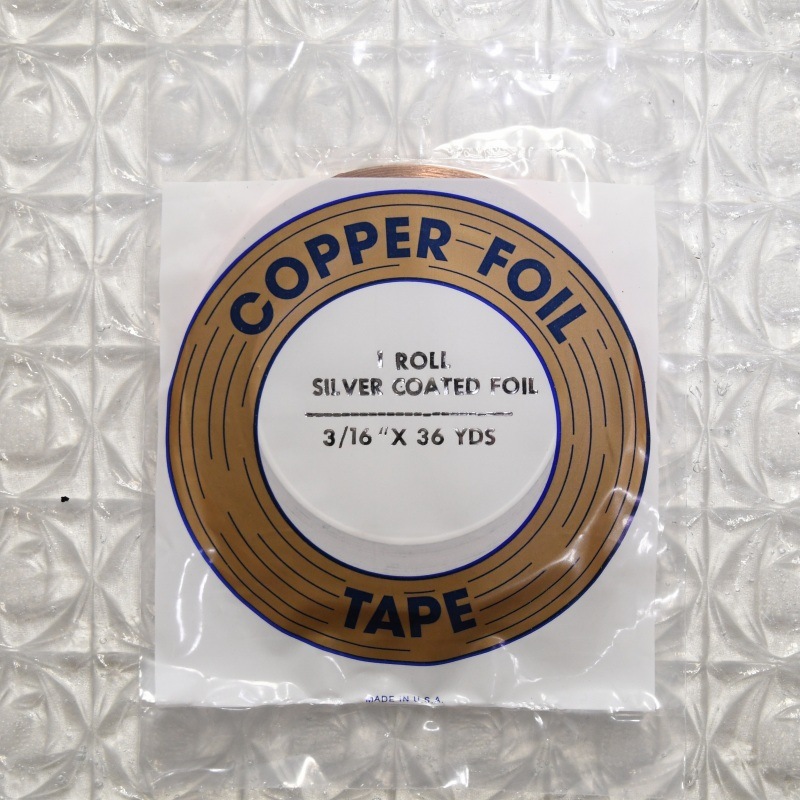 COPPER FOIL
1 ROLL
SILVER COATED FOIL
3/16 "X 36 YDS
TAPE
MADE IN U.S.A.